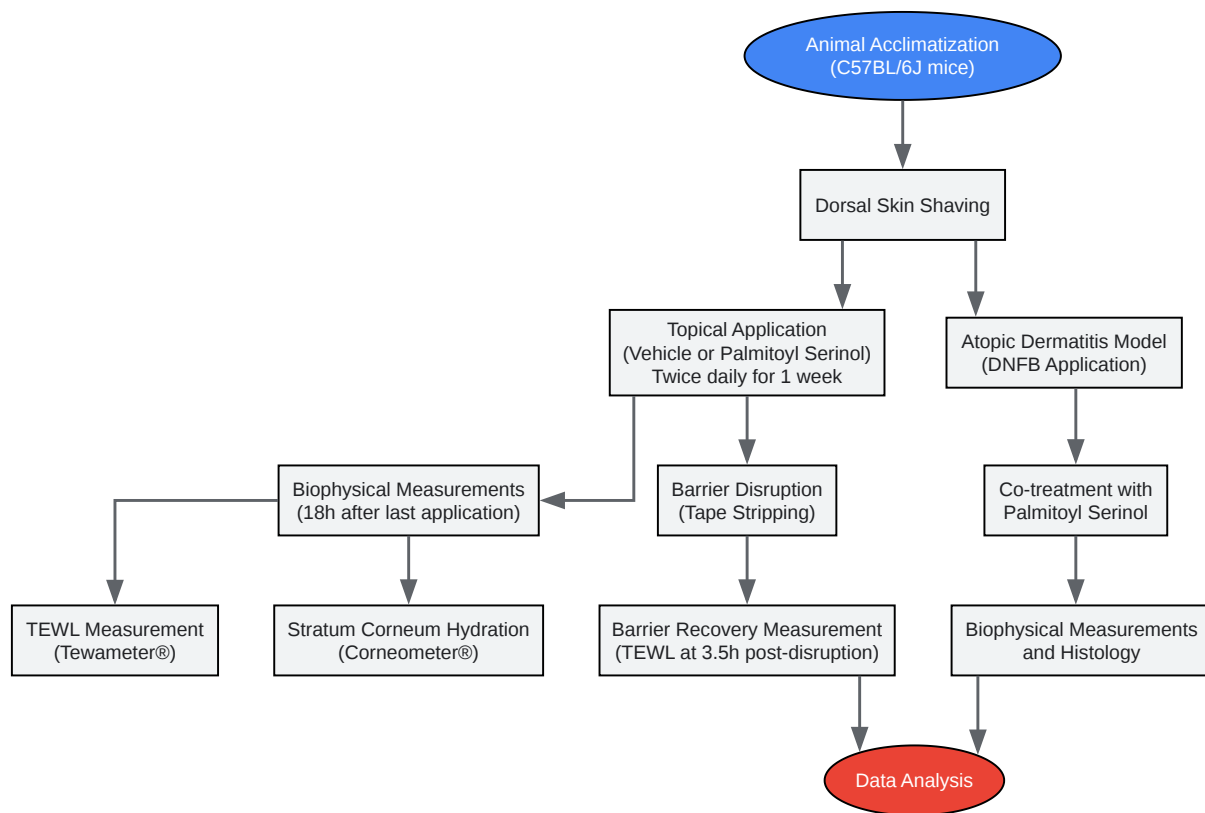 Animal Acclimatization
(C57BL/6J mice)
Dorsal Skin Shaving
Topical Application
(Vehicle or Palmitoyl Serinol)
Twice daily for 1 week
Atopic Dermatitis Model
(DNFB Application)
Biophysical Measurements
(18h after last application)
Barrier Disruption
(Tape Stripping)
Co-treatment with
Palmitoyl Serinol
TEWL Measurement
(Tewameter®)
Stratum Corneum Hydration
(Corneometer®)
Barrier Recovery Measurement
(TEWL at 3.5h post-disruption)
Biophysical Measurements
and Histology
Data Analysis